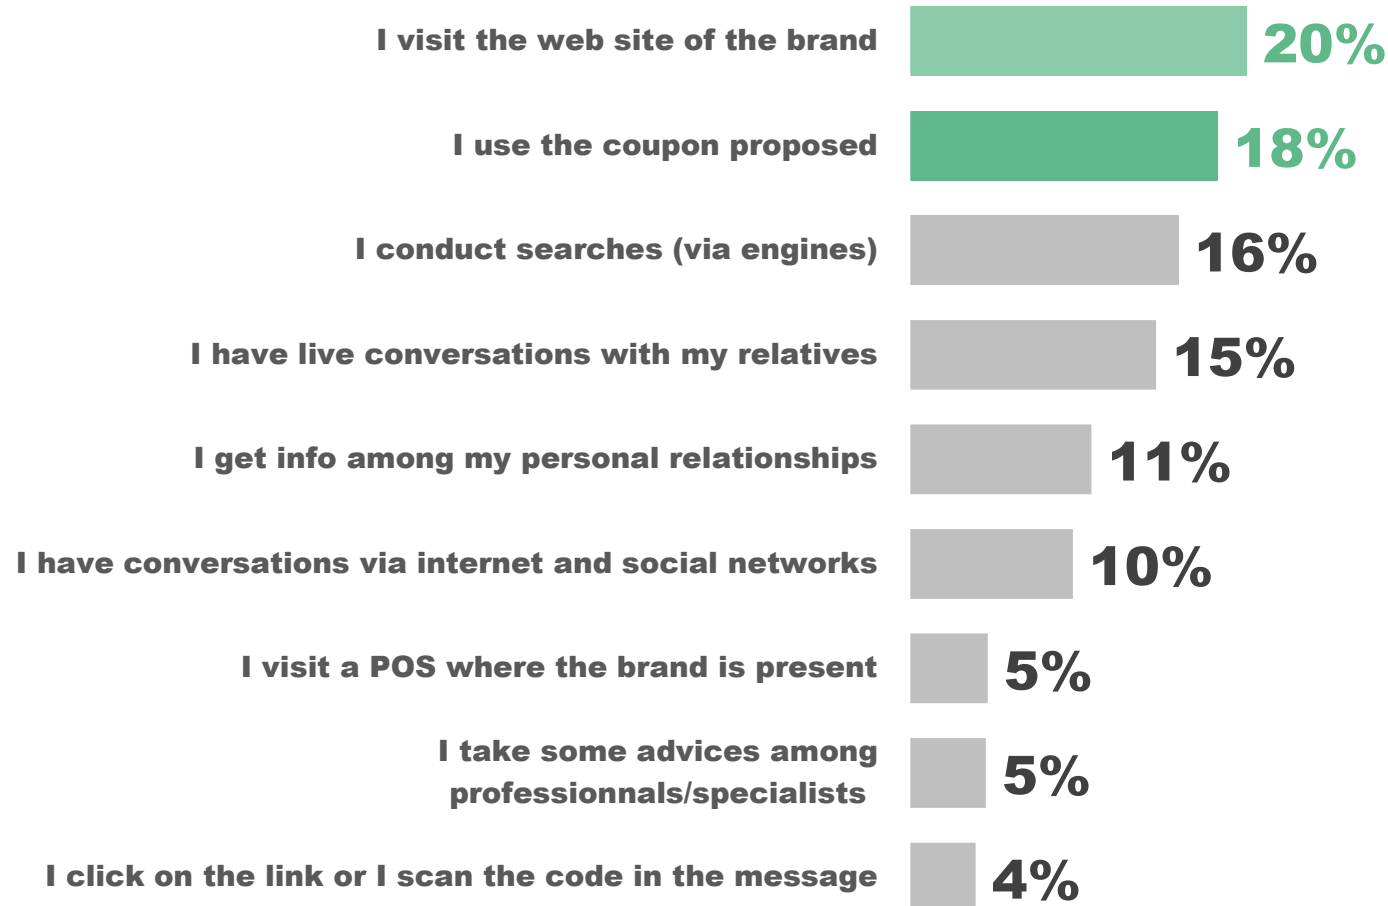 I visit the web site of the brand 20%
I use the coupon proposed 18%
I conduct searches (via engines) 16%
I have live conversations with my relatives 15%
I get info among my personal relationships 11%
I have conversations via internet and social networks 10%
I visit a POS where the brand is present 5%
I take some advices among
professionnals/specialists 5%
I click on the link or I scan the code in the message 4%